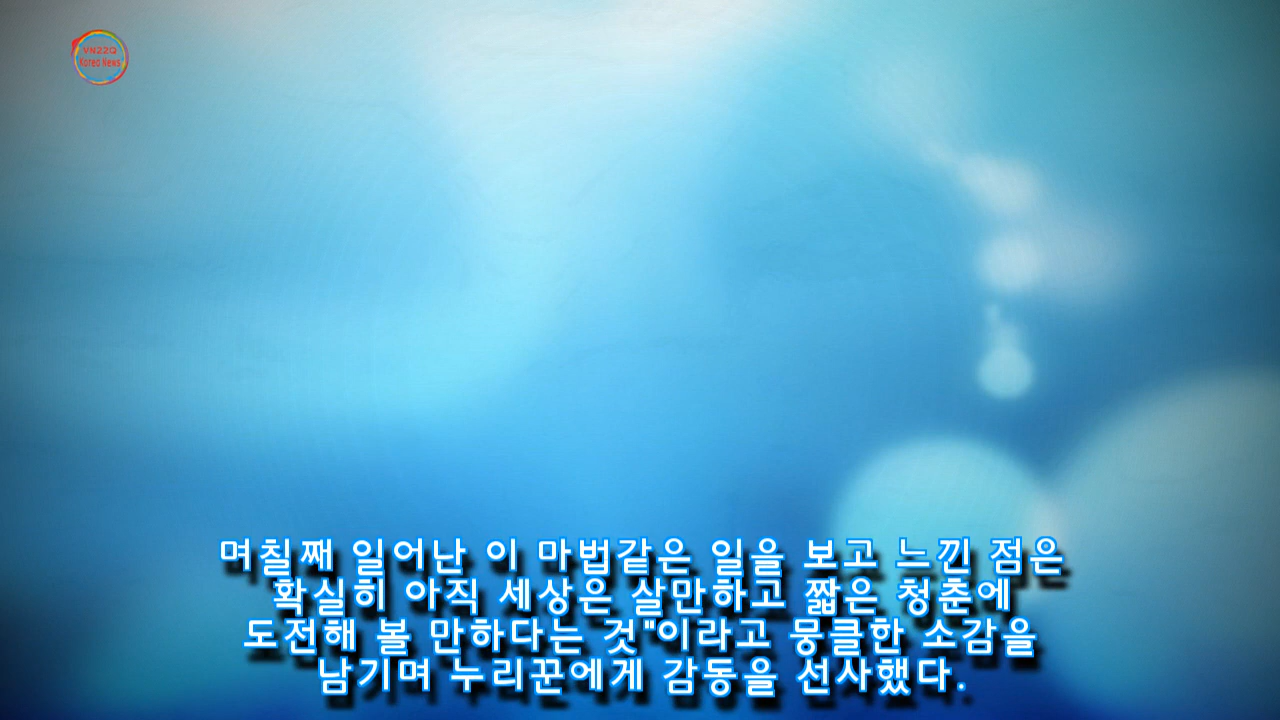 VN22Q
Korea News
며칠째 일어난 이 마법같은 일을 보고 느낀 점은
확실히 아직 세상은 살만하고 짧은 청춘에
도전해 볼 만하다는 것"이라고 뭉클한 소감을
남기며 누리꾼에게 감동을 선사했다.